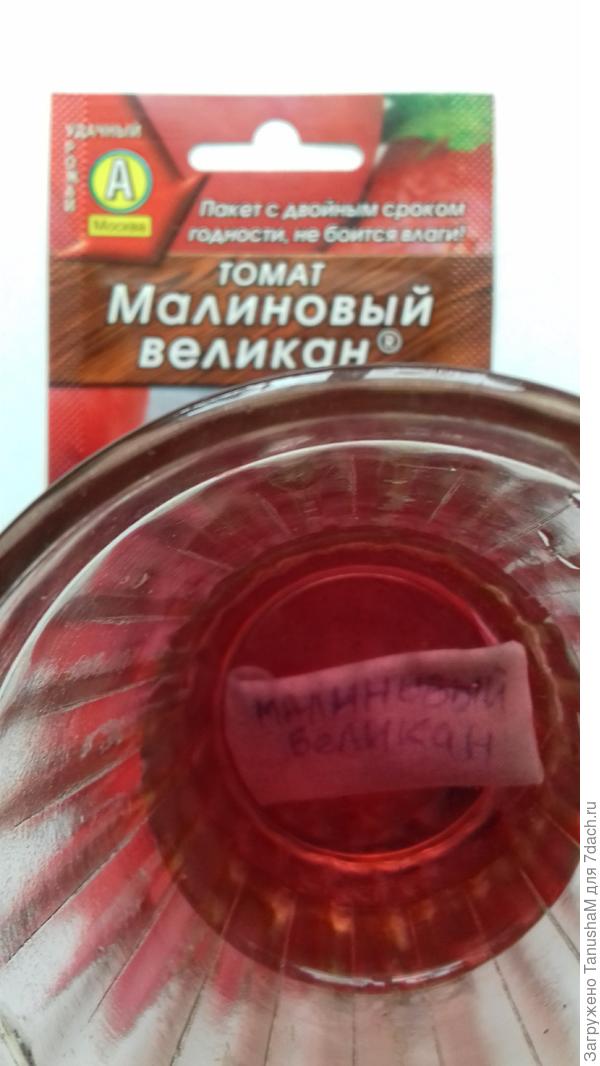 УДАЧНЫЙ
РОМАН
А
Москва
Пакет с двойным сроком
годности, не боится влаги!
ТОМАТ
Малиновый
великан®
МАЛИНОВЫЙ
ВеЛИКаН
Загружено TanushaM для 7dach.ru